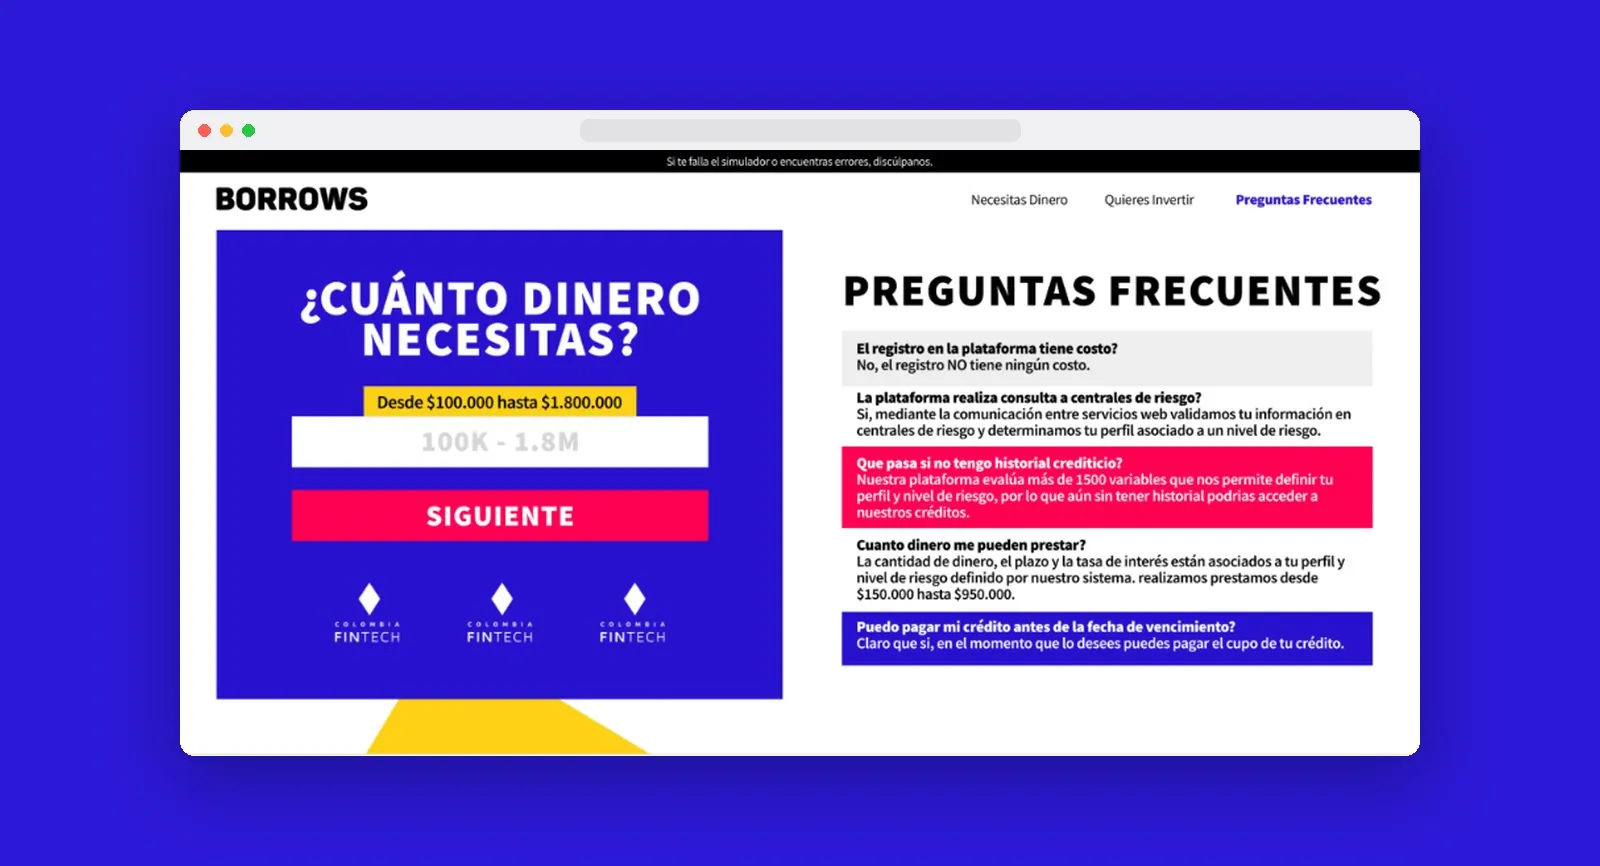 Si te falla el simulador o encuentras errores, discúlpanos.
BORROWS
Necesitas Dinero
Quieres Invertir
Preguntas Frecuentes
¿CUÁNTO DINERO
NECESITAS?
Desde $100.000 hasta $1.800.000
100K - 1.8M
SIGUIENTE
COLOMBIA
FINTECH
COLOMBIA
FINTECH
COLOMBIA
FINTECH
PREGUNTAS FRECUENTES
El registro en la plataforma tiene costo?
No, el registro NO tiene ningún costo.
La plataforma realiza consulta a centrales de riesgo?
Si, mediante la comunicación entre servicios web validamos tu información en
centrales de riesgo y determinamos tu perfil asociado a un nivel de riesgo.
Que pasa si no tengo historial crediticio?
Nuestra plataforma evalúa más de 1500 variables que nos permite definir tu
perfil y nivel de riesgo, por lo que aún sin tener historial podrias acceder a
nuestros créditos.
Cuanto dinero me pueden prestar?
La cantidad de dinero, el plazo y la tasa de interés están asociados a tu perfil y
nivel de riesgo definido por nuestro sistema. realizamos prestamos desde
$150.000 hasta $950.000.
Puedo pagar mi crédito antes de la fecha de vencimiento?
Claro que si, en el momento que lo desees puedes pagar el cupo de tu crédito.